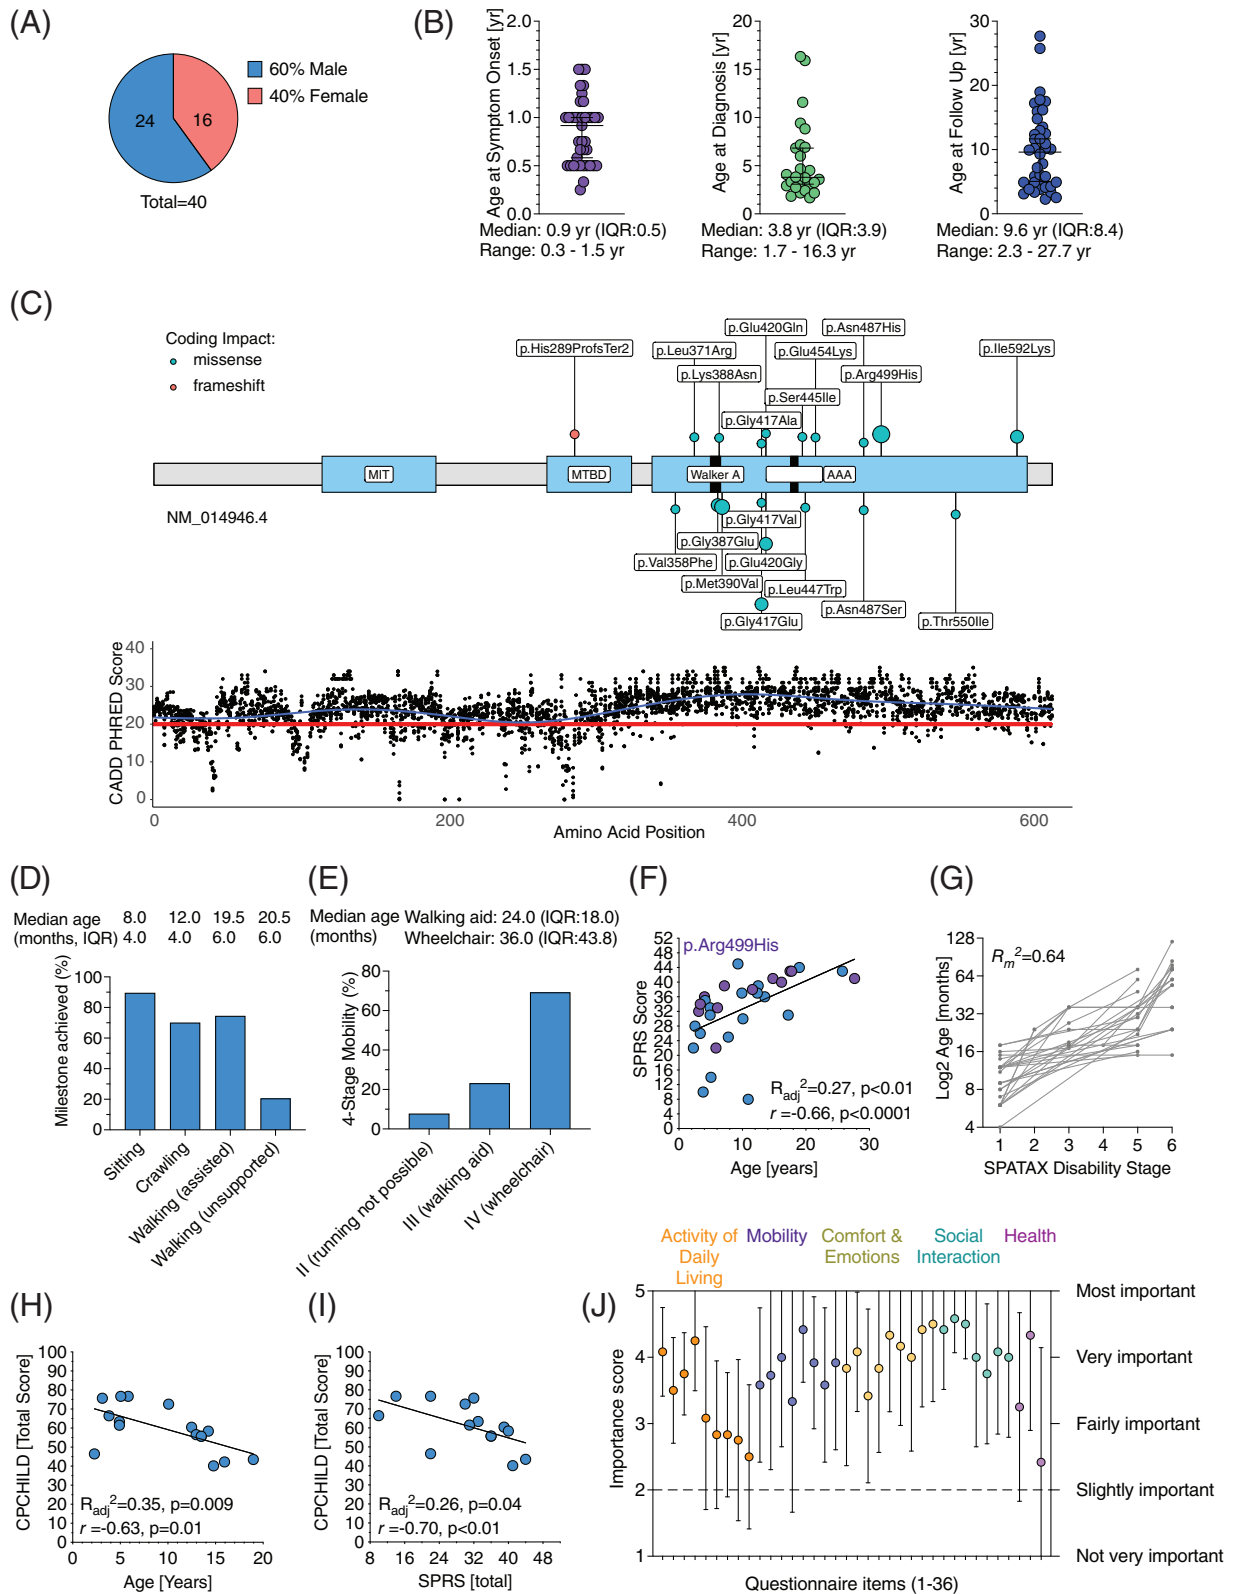 (A)
24
16
60% Male
40% Female
Total=40
(B)
Age at Symptom Onset [yr]
2.0
1.5
1.0
0.5
0.0
Median: 0.9 yr (IQR:0.5)
Range: 0.3 - 1.5 yr
Age at Diagnosis [yr]
20
15
10
5
0
Median: 3.8 yr (IQR:3.9)
Range: 1.7 - 16.3 yr
Age at Follow Up [yr]
30
20
10
0
Median: 9.6 yr (IQR:8.4)
Range: 2.3 - 27.7 yr
(C)
Coding Impact:
missense
frameshift
p.His289ProfsTer2
p.Leu371Arg
p.Lys388Asn
p.Glu420Gln
p.Glu454Lys
p.Asn487His
p.Arg499His
p.Ser445Ile
p.Gly417Ala
p.Ile592Lys
MIT
MTBD
Walker A
AAA
NM_014946.4
p.Gly417Val
p.Gly387Glu
p.Val358Phe
p.Glu420Gly
p.Met390Val
p.Leu447Trp
p.Asn487Ser
p.Gly417Glu
p.Thr550Ile
CADD PHRED Score
40
30
20
10
0
0
200
400
600
Amino Acid Position
(D)
Median age 8.0 12.0 19.5 20.5
(months, IQR) 4.0 4.0 6.0 6.0
Milestone achieved (%)
100
80
60
40
20
0
Sitting
Crawling
Walking (assisted)
Walking (unsupported)
(E)
Median age Walking aid: 24.0 (IQR:18.0)
(months) Wheelchair: 36.0 (IQR:43.8)
4-Stage Mobility (%)
80
60
40
20
0
II (running not possible)
III (walking aid)
IV (wheelchair)
(F)
SPRS Score
52
48
44
40
36
32
28
24
20
16
12
8
4
0
p.Arg499His
Radj²=0.27, p<0.01
r =-0.66, p<0.0001
0
10
20
30
Age [years]
(G)
Log2 Age [months]
128
64
32
16
8
4
Rm²=0.64
1 2 3 4 5 6
SPATAX Disability Stage
(H)
CPCHILD [Total Score]
100
90
80
70
60
50
40
30
20
10
0
Radj²=0.35, p=0.009
r =-0.63, p=0.01
0 5 10 15 20
Age [Years]
(I)
CPCHILD [Total Score]
100
90
80
70
60
50
40
30
20
10
0
Radj²=0.26, p=0.04
r =-0.70, p<0.01
8 16 24 32 40 48
SPRS [total]
(J)
Activity of
Daily
Living
Mobility
Comfort &
Emotions
Social
Interaction
Health
Importance score
5
4
3
2
1
Most important
Very important
Fairly important
Slightly important
Not very important
Questionnaire items (1-36)